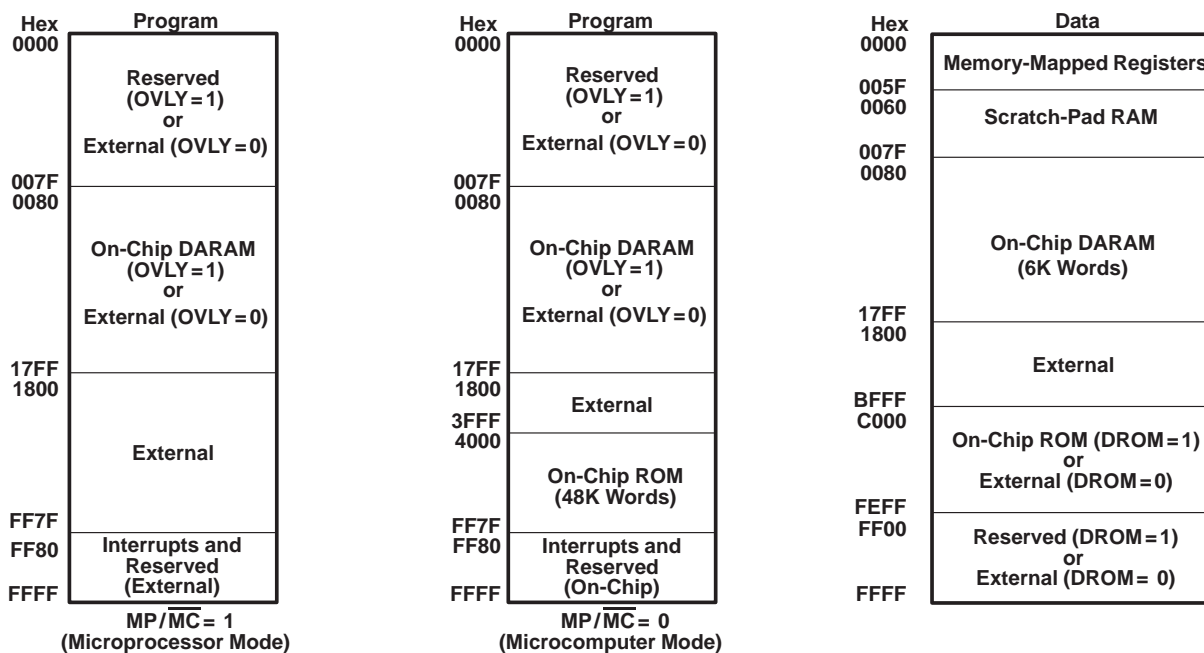 Hex
Program
0000
Reserved
(OVLY=1)
or
External (OVLY=0)
007F
0080
On-Chip DARAM
(OVLY=1)
or
External (OVLY=0)
17FF
1800
External
FF7F
FF80
Interrupts and
Reserved
(External)
FFFF
MP/MC= 1
(Microprocessor Mode)
Hex
Program
0000
Reserved
(OVLY=1)
or
External (OVLY=0)
007F
0080
On-Chip DARAM
(OVLY=1)
or
External (OVLY=0)
17FF
1800
External
3FFF
4000
On-Chip ROM
(48K Words)
FF7F
FF80
Interrupts and
Reserved
(On-Chip)
FFFF
MP/MC= 0
(Microcomputer Mode)
Hex
Data
0000
Memory-Mapped Registers
005F
0060
Scratch-Pad RAM
007F
0080
On-Chip DARAM
(6K Words)
17FF
1800
External
BFFF
C000
On-Chip ROM (DROM=1)
or
External (DROM=0)
FEFF
FF00
Reserved (DROM=1)
or
External (DROM= 0)
FFFF